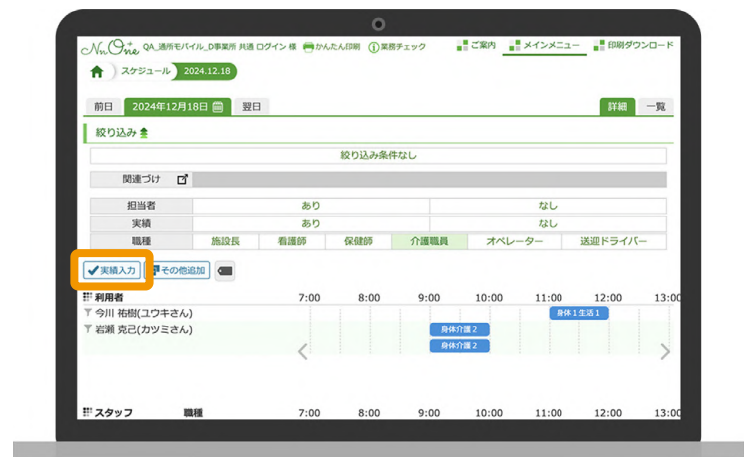 NnOne QA_通所モバイル_D事業所 共通 ログイン 様 かんたん印刷 業務チェック ご案内 メインメニュー 印刷ダウンロード
スケジュール 2024.12.18
前日 2024年12月18日 翌日 詳細 一覧
絞り込み
絞り込み条件なし
関連づけ
担当者 あり なし
実績 あり なし
職種 施設長 看護師 保健師 介護職員 オペレーター 送迎ドライバー
実績入力 その他追加
利用者 7:00 8:00 9:00 10:00 11:00 12:00 13:00
今川 祐樹(ユウキさん) 身体1生活1
岩瀬 克己(カツミさん) 身体介護2
身体介護2
スタッフ 職種 7:00 8:00 9:00 10:00 11:00 12:00 13:00